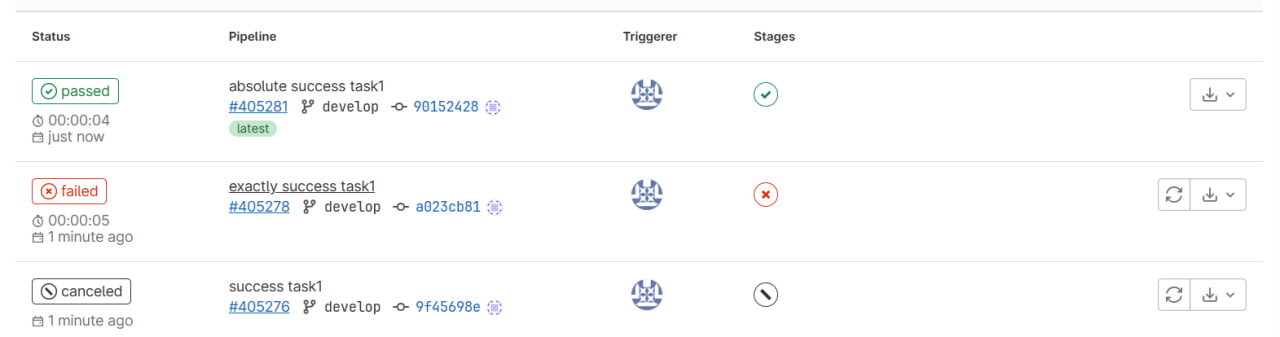 Status Pipeline Triggerer Stages
passed absolute success task1
#405281 develop 90152428
00:00:04 latest
just now
failed exactly success task1
#405278 develop a023cb81
00:00:05
1 minute ago
canceled success task1
#405276 develop 9f45698e
1 minute ago